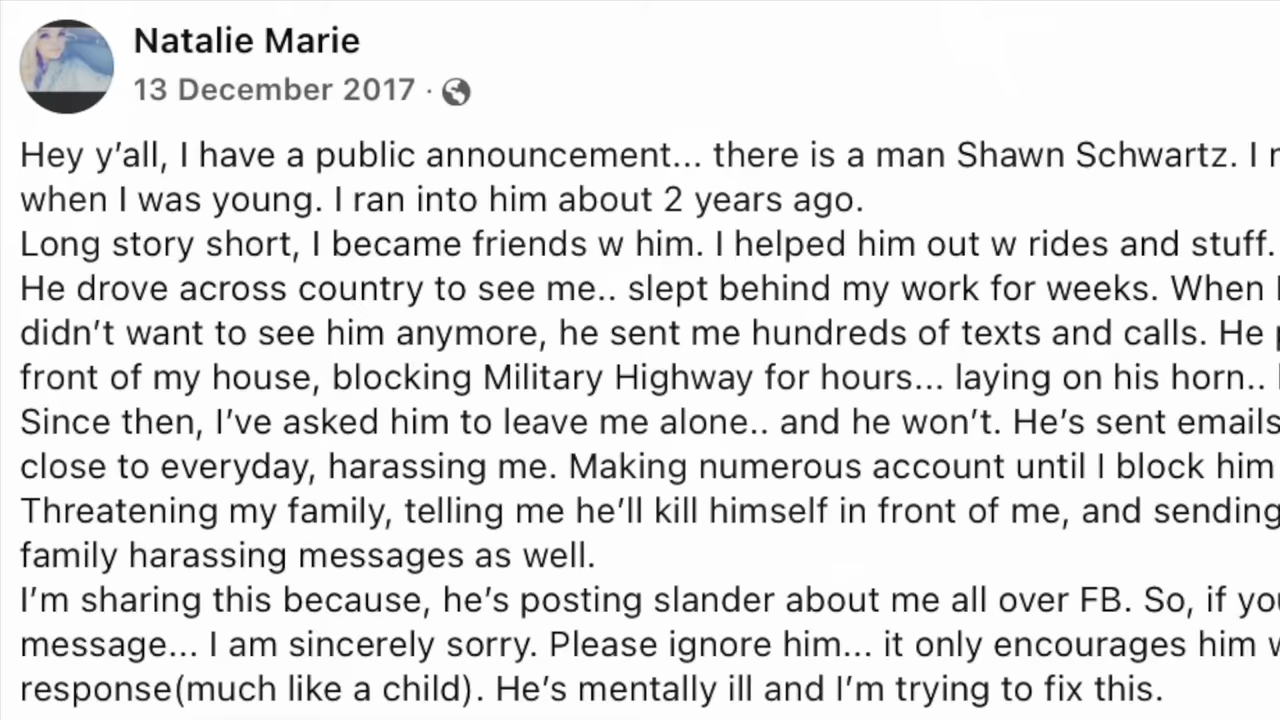 Natalie Marie
13 December 2017 ·
Hey y’all, I have a public announcement... there is a man Shawn Schwartz. I
when I was young. I ran into him about 2 years ago.
Long story short, I became friends w him. I helped him out w rides and stuff.
He drove across country to see me.. slept behind my work for weeks. When
didn’t want to see him anymore, he sent me hundreds of texts and calls. He
front of my house, blocking Military Highway for hours... laying on his horn..
Since then, I’ve asked him to leave me alone.. and he won’t. He’s sent emails
close to everyday, harassing me. Making numerous account until I block him
Threatening my family, telling me he’ll kill himself in front of me, and sending
family harassing messages as well.
I’m sharing this because, he’s posting slander about me all over FB. So, if
message... I am sincerely sorry. Please ignore him... it only encourages him
response(much like a child). He’s mentally ill and I’m trying to fix this.